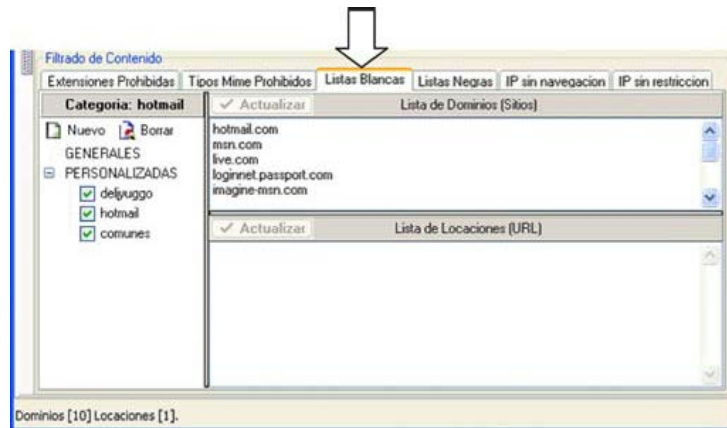 Filtrado de Contenido
Extensiones Prohibidas Tipos Mime Prohibidos Listas Blancas Listas Negras IP sin navegacion IP sin restriccion
Categoria: hotmail Actualizar Lista de Dominios (Sitios)
Nuevo Borrar
GENERALES
PERSONALIZADAS
deliyuggo
hotmail
comunes
hotmail.com
msn.com
live.com
loginnet.passport.com
imagine-msn.com
Actualizar Lista de Locaciones (URL)
Dominios [10] Locaciones [1].